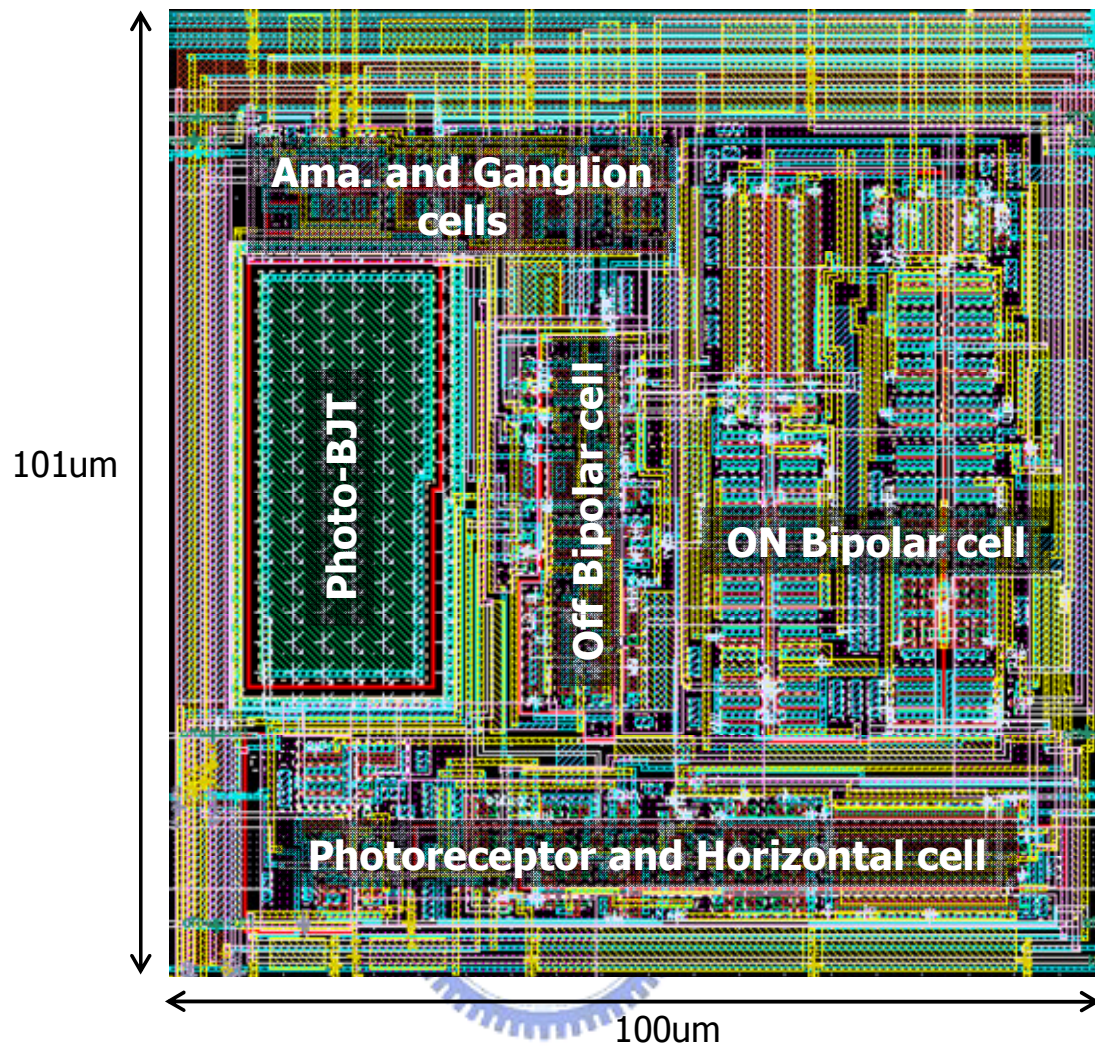 Ama. and Ganglion
cells
Photo-BJT
Off Bipolar cell
101um
ON Bipolar cell
Photoreceptor and Horizontal cell
100um